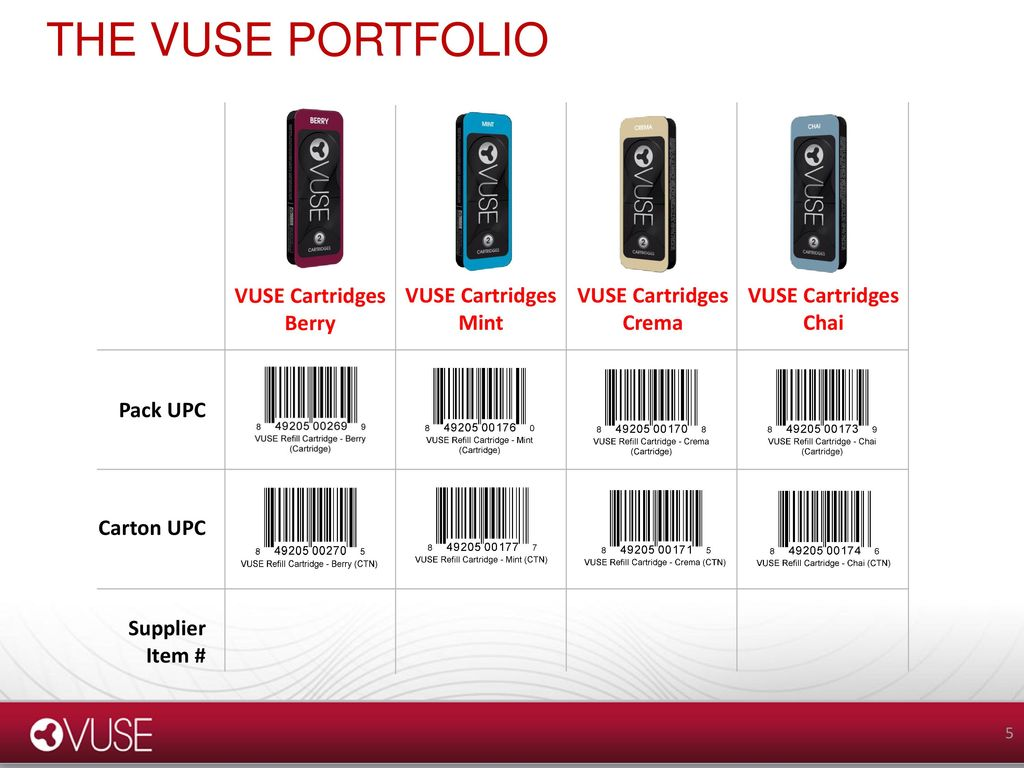 THE VUSE PORTFOLIO
BERRY
VUSE
2
CARTRIDGES
MINT
VUSE
2
CARTRIDGES
CREMA
VUSE
2
CARTRIDGES
CHAI
VUSE
2
CARTRIDGES
VUSE Cartridges
Berry
VUSE Cartridges
Mint
VUSE Cartridges
Crema
VUSE Cartridges
Chai
Pack UPC
8 49205 00269 9
VUSE Refill Cartridge - Berry
(Cartridge)
8 49205 00176 0
VUSE Refill Cartridge - Mint
(Cartridge)
8 49205 00170 8
VUSE Refill Cartridge - Crema
(Cartridge)
8 49205 00173 9
VUSE Refill Cartridge - Chai
(Cartridge)
Carton UPC
8 49205 00270 5
VUSE Refill Cartridge - Berry (CTN)
8 49205 00177 7
VUSE Refill Cartridge - Mint (CTN)
8 49205 00171 5
VUSE Refill Cartridge - Crema (CTN)
8 49205 00174 6
VUSE Refill Cartridge - Chai (CTN)
Supplier
Item #
VUSE
5